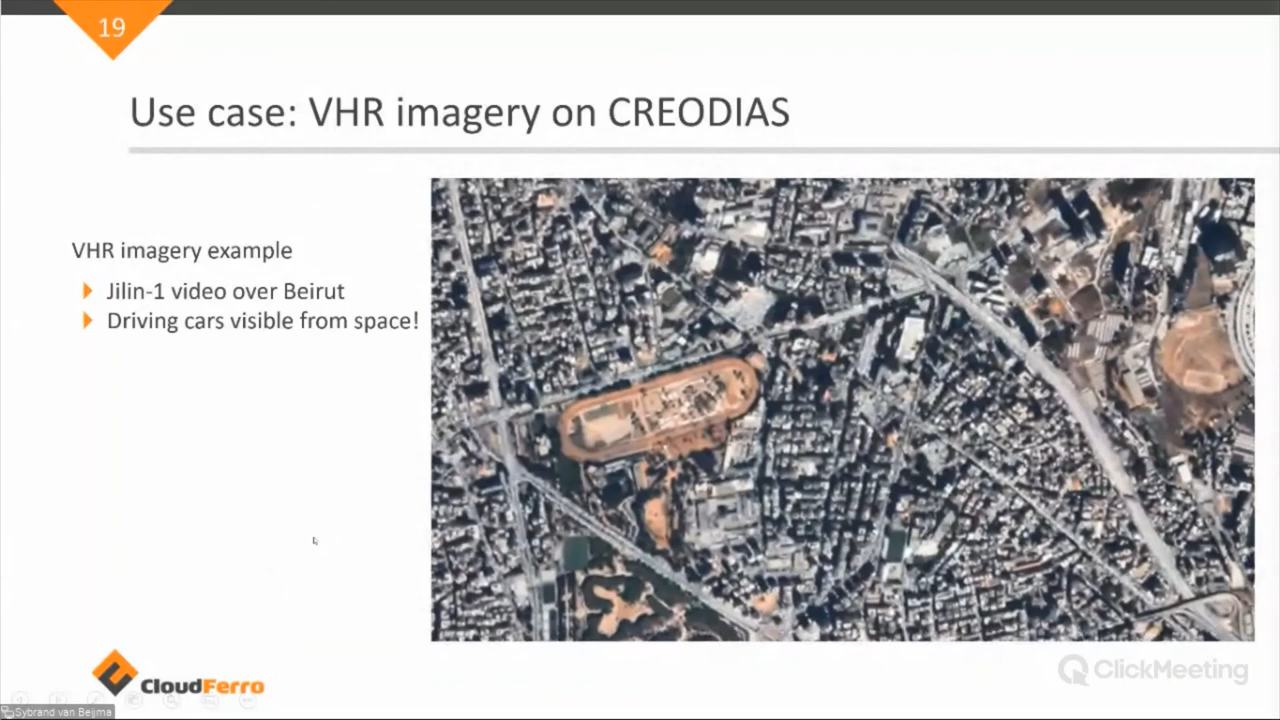 19
Use case: VHR imagery on CREODIAS
VHR imagery example
Jilin-1 video over Beirut
Driving cars visible from space!
CloudFerro
ClickMeeting
Sybrand van Beijma